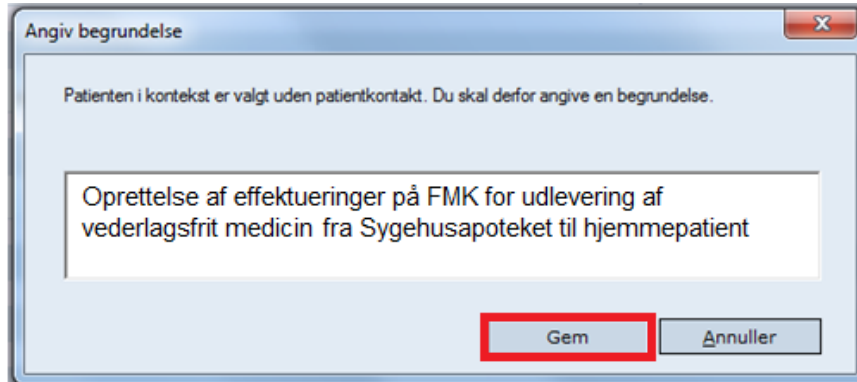 Angiv begrundelse
Patienten i kontekst er valgt uden patientkontakt. Du skal derfor angive en begrundelse.
Oprettelse af effektueringer på FMK for udlevering af
vederlagsfrit medicin fra Sygehusapoteket til hjemmepatient
Gem
Annuller